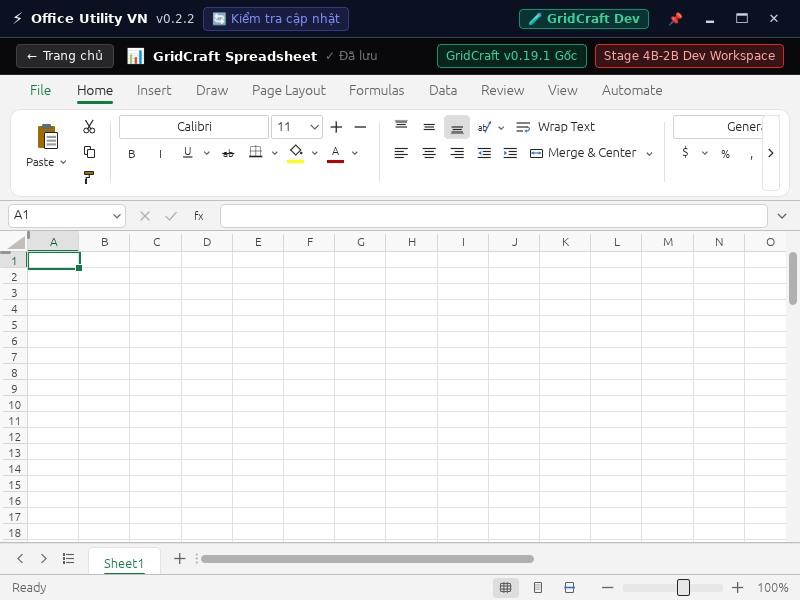 Office Utility VN v0.2.2 Kiểm tra cập nhật GridCraft Dev
← Trang chủ GridCraft Spreadsheet ✓ Đã lưu GridCraft v0.19.1 Gốc Stage 4B-2B Dev Workspace
File Home Insert Draw Page Layout Formulas Data Review View Automate
Paste Calibri 11 ab Wrap Text Gener
B I U ab A Merge & Center $ % ,
A1 fx
A B C D E F G H I J K L M N O
1
2
3
4
5
6
7
8
9
10
11
12
13
14
15
16
17
18
Sheet1
Ready 100%